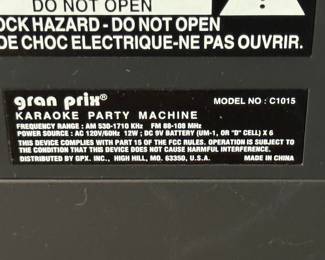 DO NOT OPEN
OCK HAZARD - DO NOT OPEN
DE CHOC ELECTRIQUE-NE PAS OUVRIR.
gran prix®
MODEL NO : C1015
KARAOKE PARTY MACHINE
FREQUENCY RANGE : AM 530-1710 KHz FM 88-108 MHz
POWER SOURCE : AC 120V/60Hz 12W ; DC 9V BATTERY (UM-1, OR "D" CELL) X 6
THIS DEVICE COMPLIES WITH PART 15 OF THE FCC RULES. OPERATION IS SUBJECT TO
THE CONDITION THAT THIS DEVICE DOES NOT CAUSE HARMFUL INTERFERENCE.
DISTRIBUTED BY GPX. INC., HIGH HILL, MO. 63350, U.S.A. MADE IN CHINA